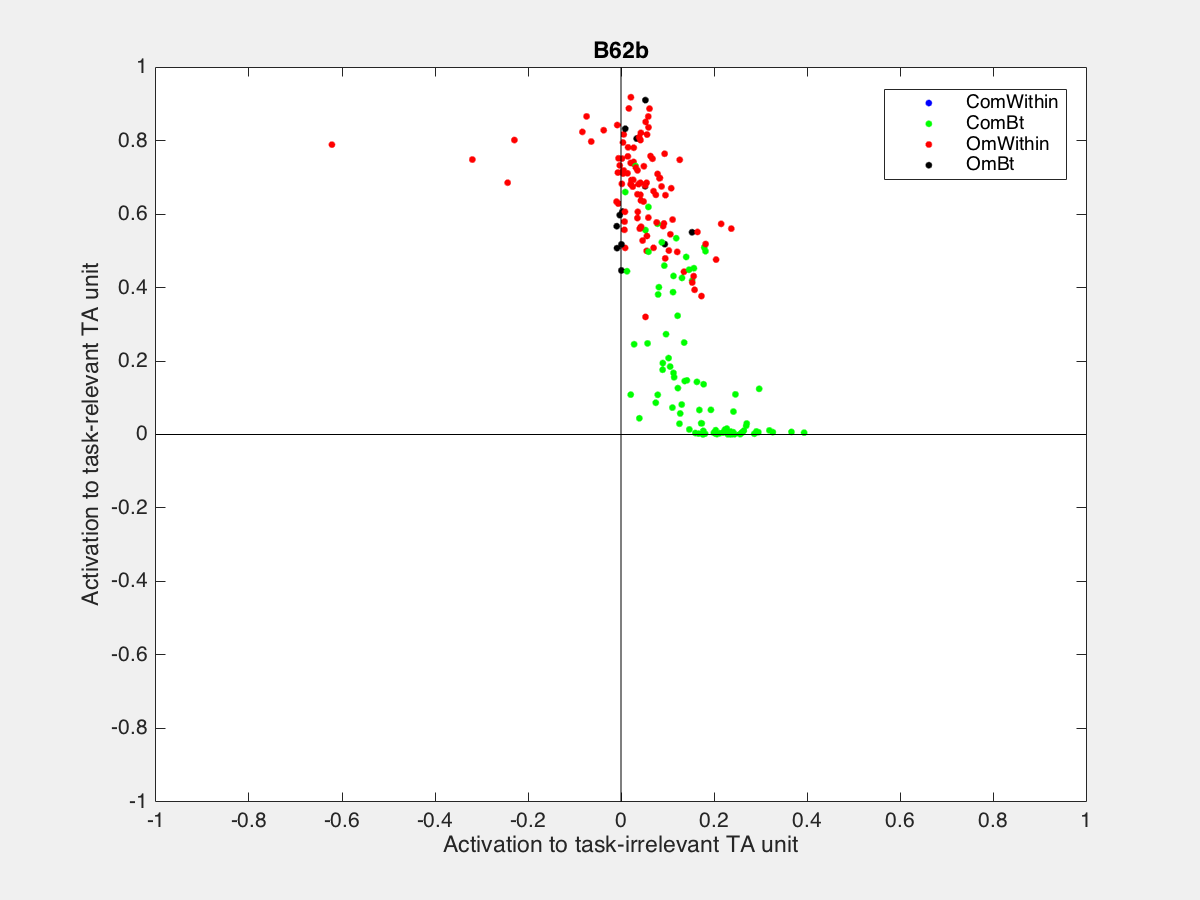 B62b
1
0.8
0.6
0.4
0.2
0
-0.2
-0.4
-0.6
-0.8
-1
Activation to task-relevant TA unit
ComWithin
ComBt
OmWithin
OmBt
-1 -0.8 -0.6 -0.4 -0.2 0 0.2 0.4 0.6 0.8 1
Activation to task-irrelevant TA unit